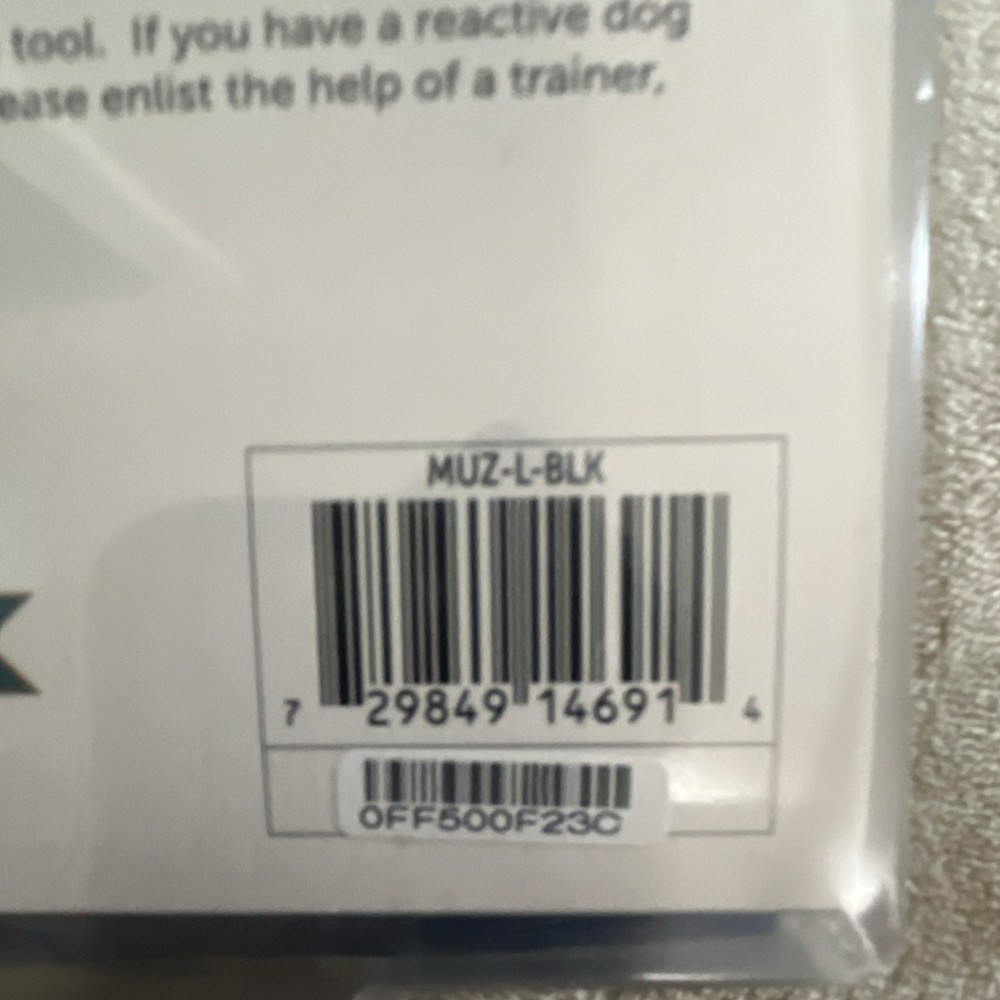 tool. If you have a reactive dog
ease enlist the help of a trainer,
MUZ-L-BLK
7 29849 14691 4
0FF500F23C